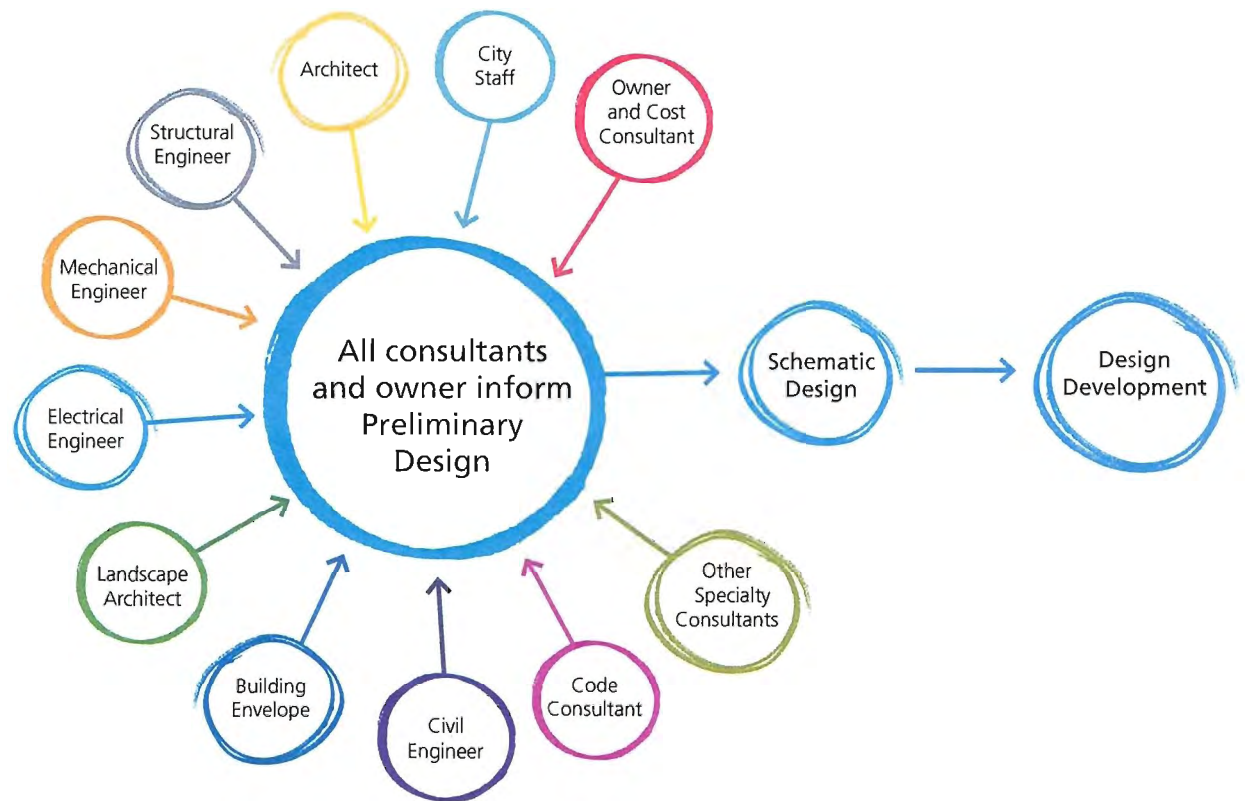 Architect
City
Staff
Owner
and Cost
Consultant
Structural
Engineer
Mechanical
Engineer
Electrical
Engineer
Landscape
Architect
Building
Envelope
Civil
Engineer
Code
Consultant
Other
Specialty
Consultants
All consultants
and owner inform
Preliminary
Design
Schematic
Design
Design
Development